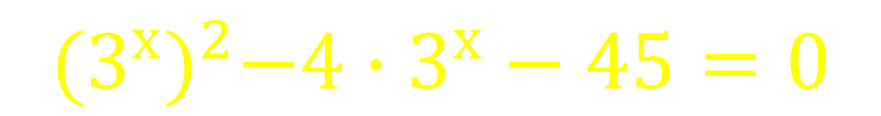 (3ˣ)²−4 · 3ˣ − 45 = 0